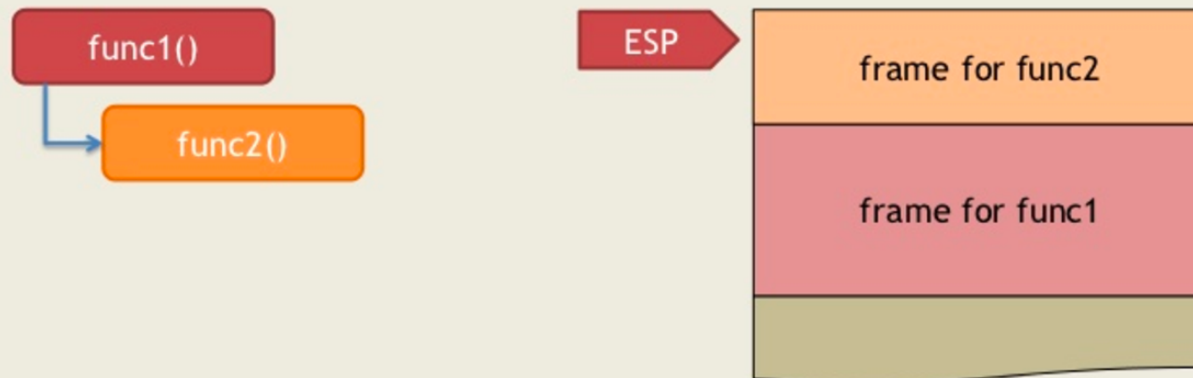 func1()
func2()
ESP
frame for func2
frame for func1